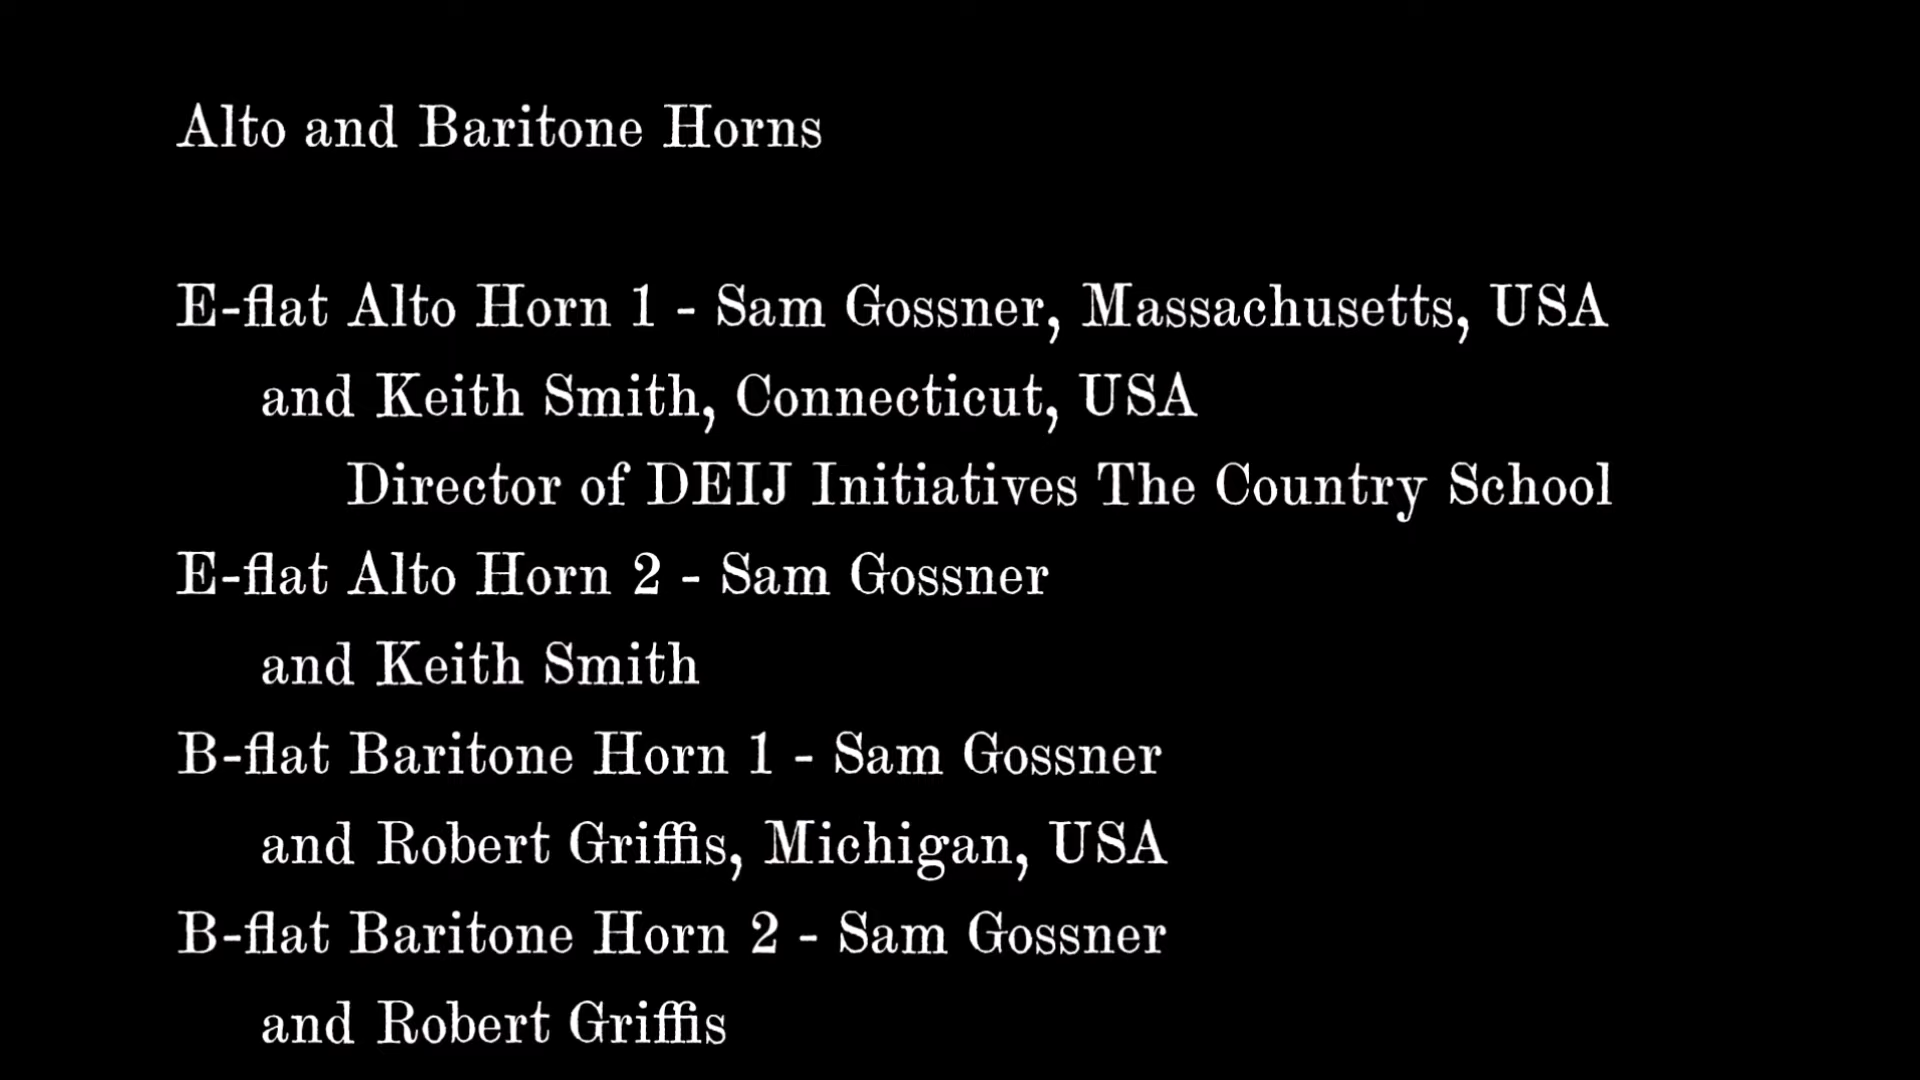 Alto and Baritone Horns
E-flat Alto Horn 1 - Sam Gossner, Massachusetts, USA
and Keith Smith, Connecticut, USA
Director of DEIJ Initiatives The Country School
E-flat Alto Horn 2 - Sam Gossner
and Keith Smith
B-flat Baritone Horn 1 - Sam Gossner
and Robert Griffis, Michigan, USA
B-flat Baritone Horn 2 - Sam Gossner
and Robert Griffis